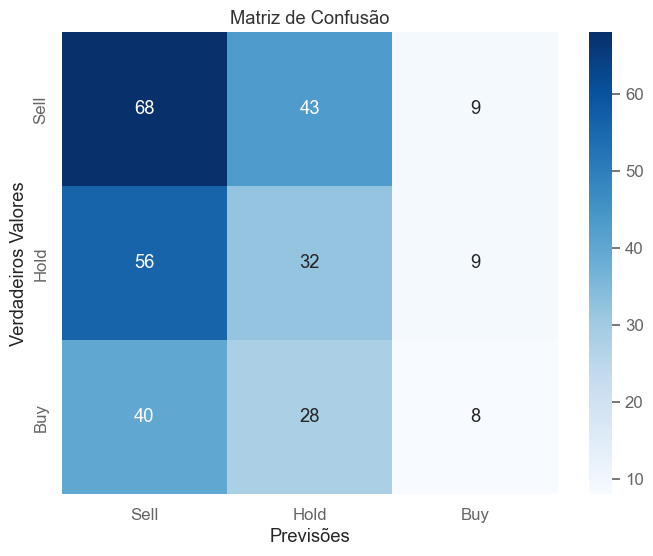 Matriz de Confusão
Verdadeiros Valores
Sell
68
43
9
Hold
56
32
9
Buy
40
28
8
Sell
Hold
Buy
Previsões
60
50
40
30
20
10